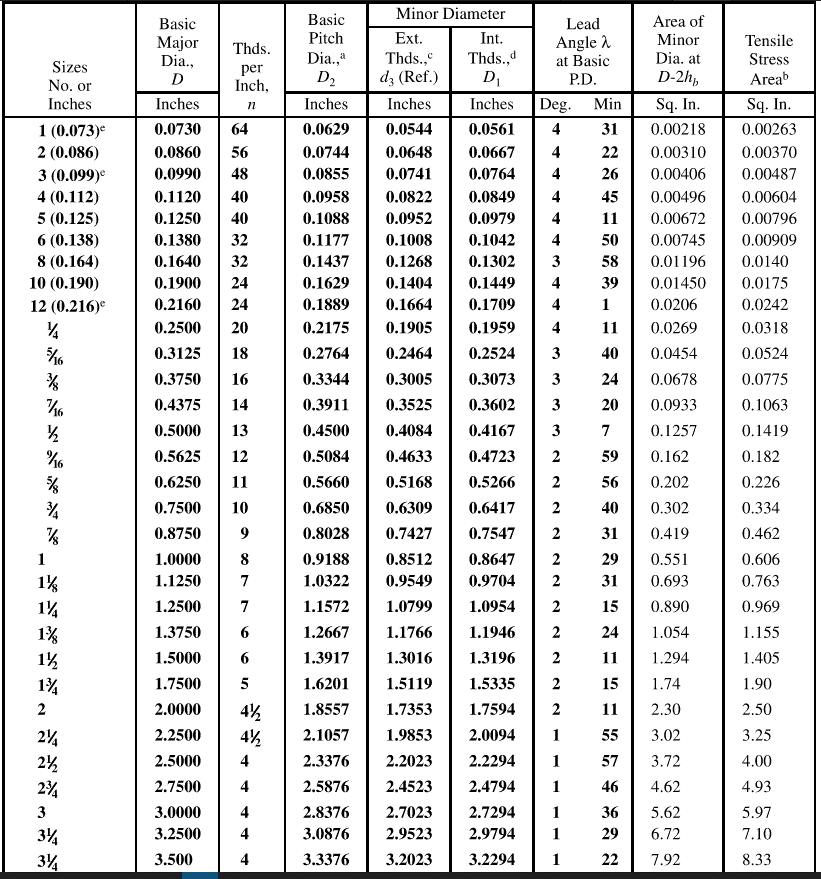 Sizes No. or Inches | Basic Major Dia., D | Thds. per Inch, n | Basic Pitch Dia.,ᵃ D₂ | Minor Diameter | Lead Angle λ at Basic P.D. | Area of Minor Dia. at D-2h_b | Tensile Stress Areaᵇ
Ext. Thds.,ᶜ d₃ (Ref.) | Int. Thds.,ᵈ D₁
Inches | n | Inches | Inches | Inches | Deg. | Min | Sq. In. | Sq. In.
1 (0.073)ᵉ 0.0730 64 0.0629 0.0544 0.0561 4 31 0.00218 0.00263
2 (0.086) 0.0860 56 0.0744 0.0648 0.0667 4 22 0.00310 0.00370
3 (0.099)ᵉ 0.0990 48 0.0855 0.0741 0.0764 4 26 0.00406 0.00487
4 (0.112) 0.1120 40 0.0958 0.0822 0.0849 4 45 0.00496 0.00604
5 (0.125) 0.1250 40 0.1088 0.0952 0.0979 4 11 0.00672 0.00796
6 (0.138) 0.1380 32 0.1177 0.1008 0.1042 4 50 0.00745 0.00909
8 (0.164) 0.1640 32 0.1437 0.1268 0.1302 3 58 0.01196 0.0140
10 (0.190) 0.1900 24 0.1629 0.1404 0.1449 4 39 0.01450 0.0175
12 (0.216)ᵉ 0.2160 24 0.1889 0.1664 0.1709 4 1 0.0206 0.0242
1⁄4 0.2500 20 0.2175 0.1905 0.1959 4 11 0.0269 0.0318
5⁄16 0.3125 18 0.2764 0.2464 0.2524 3 40 0.0454 0.0524
3⁄8 0.3750 16 0.3344 0.3005 0.3073 3 24 0.0678 0.0775
7⁄16 0.4375 14 0.3911 0.3525 0.3602 3 20 0.0933 0.1063
1⁄2 0.5000 13 0.4500 0.4084 0.4167 3 7 0.1257 0.1419
9⁄16 0.5625 12 0.5084 0.4633 0.4723 2 59 0.162 0.182
5⁄8 0.6250 11 0.5660 0.5168 0.5266 2 56 0.202 0.226
3⁄4 0.7500 10 0.6850 0.6309 0.6417 2 40 0.302 0.334
7⁄8 0.8750 9 0.8028 0.7427 0.7547 2 31 0.419 0.462
1 1.0000 8 0.9188 0.8512 0.8647 2 29 0.551 0.606
1 1⁄8 1.1250 7 1.0322 0.9549 0.9704 2 31 0.693 0.763
1 1⁄4 1.2500 7 1.1572 1.0799 1.0954 2 15 0.890 0.969
1 3⁄8 1.3750 6 1.2667 1.1766 1.1946 2 24 1.054 1.155
1 1⁄2 1.5000 6 1.3917 1.3016 1.3196 2 11 1.294 1.405
1 3⁄4 1.7500 5 1.6201 1.5119 1.5335 2 15 1.74 1.90
2 2.0000 4 1⁄2 1.8557 1.7353 1.7594 2 11 2.30 2.50
2 1⁄4 2.2500 4 1⁄2 2.1057 1.9853 2.0094 1 55 3.02 3.25
2 1⁄2 2.5000 4 2.3376 2.2023 2.2294 1 57 3.72 4.00
2 3⁄4 2.7500 4 2.5876 2.4523 2.4794 1 46 4.62 4.93
3 3.0000 4 2.8376 2.7023 2.7294 1 36 5.62 5.97
3 1⁄4 3.2500 4 3.0876 2.9523 2.9794 1 29 6.72 7.10
3 1⁄4 3.500 4 3.3376 3.2023 3.2294 1 22 7.92 8.33